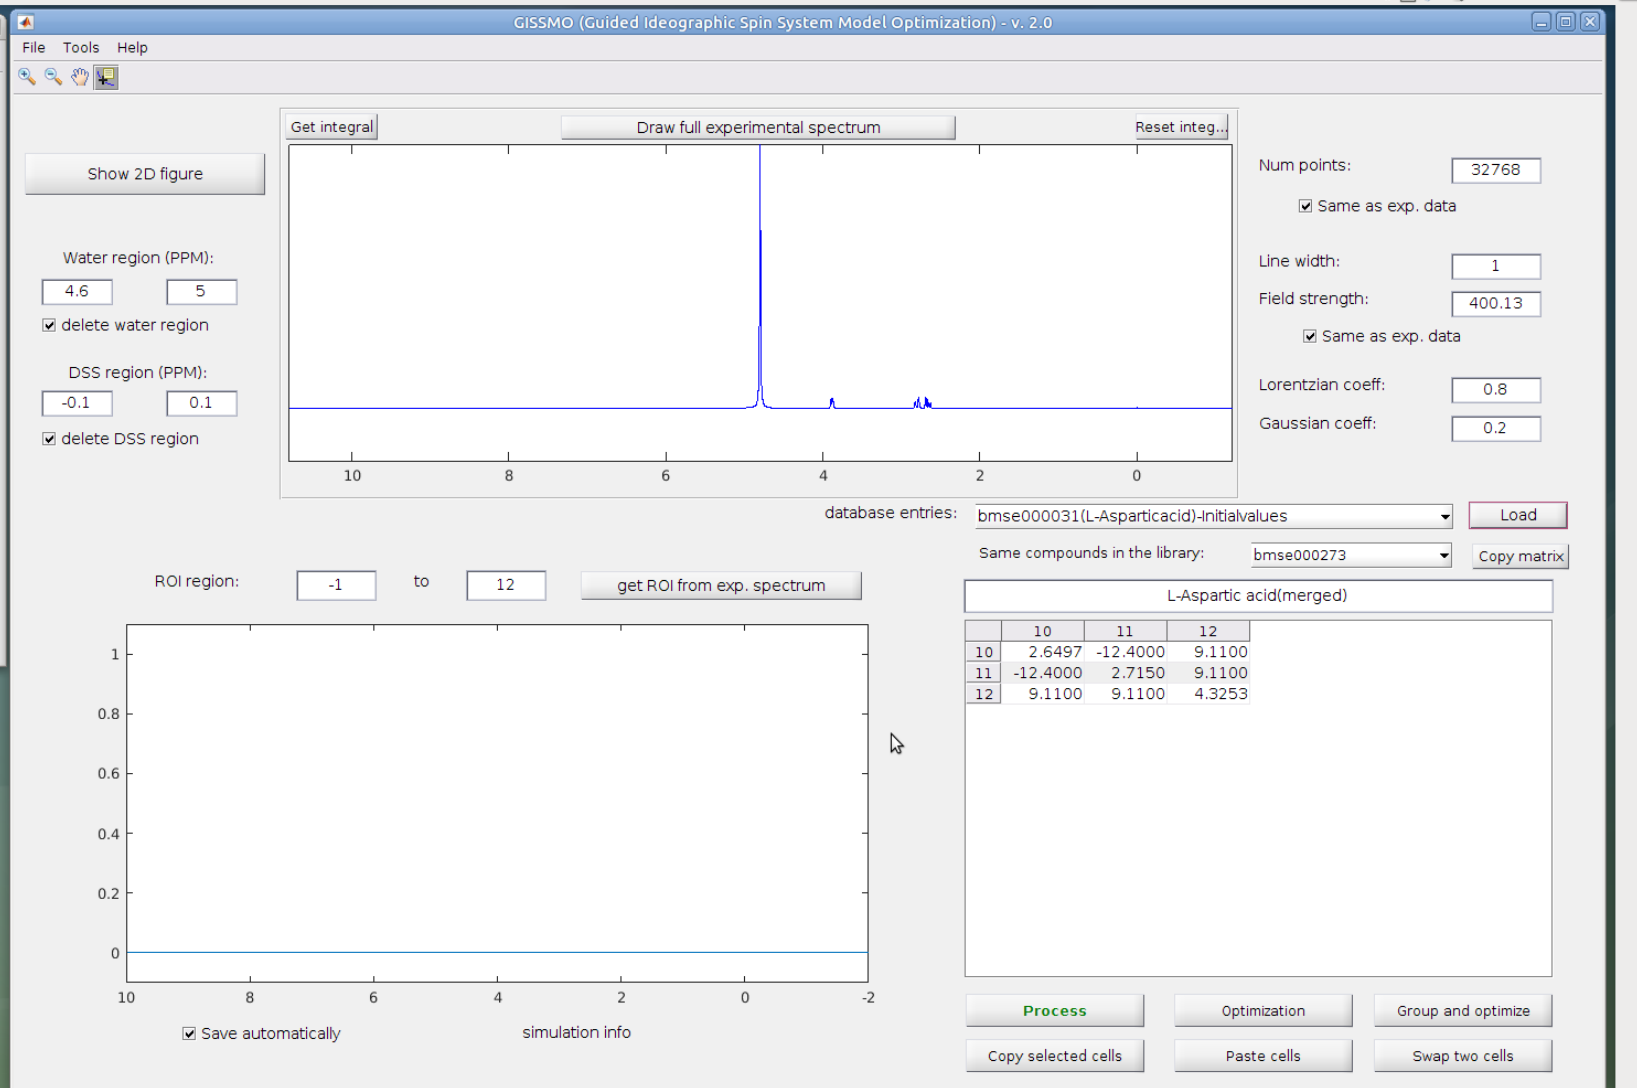 GISSMO (Guided Ideographic Spin System Model Optimization) - v. 2.0
File Tools Help
Get integral
Draw full experimental spectrum
Reset integ...
Show 2D figure
Water region (PPM):
4.6 5
delete water region
DSS region (PPM):
-0.1 0.1
delete DSS region
10 8 6 4 2 0
Num points: 32768
Same as exp. data
Line width: 1
Field strength: 400.13
Same as exp. data
Lorentzian coeff: 0.8
Gaussian coeff: 0.2
database entries: bmse000031(L-Asparticacid)-Initialvalues Load
Same compounds in the library: bmse000273 Copy matrix
ROI region: -1 to 12 get ROI from exp. spectrum
L-Aspartic acid(merged)
10 11 12
10 2.6497 -12.4000 9.1100
11 -12.4000 2.7150 9.1100
12 9.1100 9.1100 4.3253
1
0.8
0.6
0.4
0.2
0
10 8 6 4 2 0 -2
Save automatically
simulation info
Process Optimization Group and optimize
Copy selected cells Paste cells Swap two cells